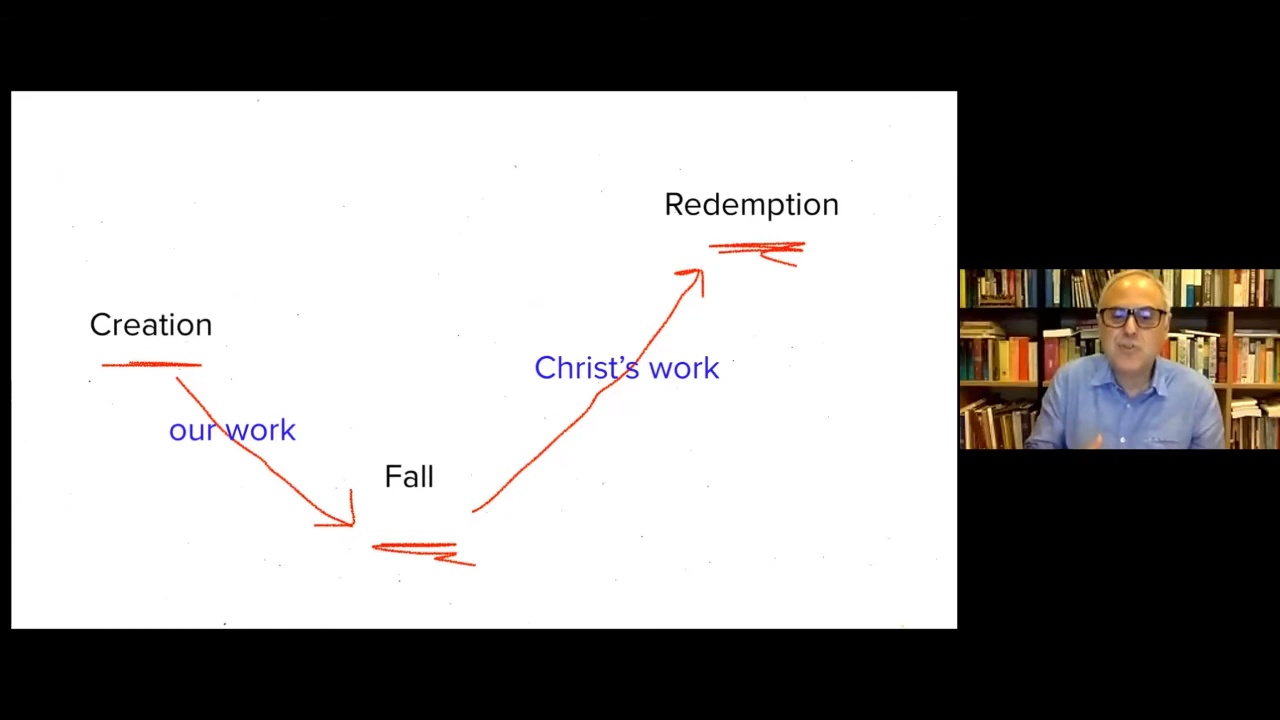 Redemption
Creation
Christ's work
our work
Fall